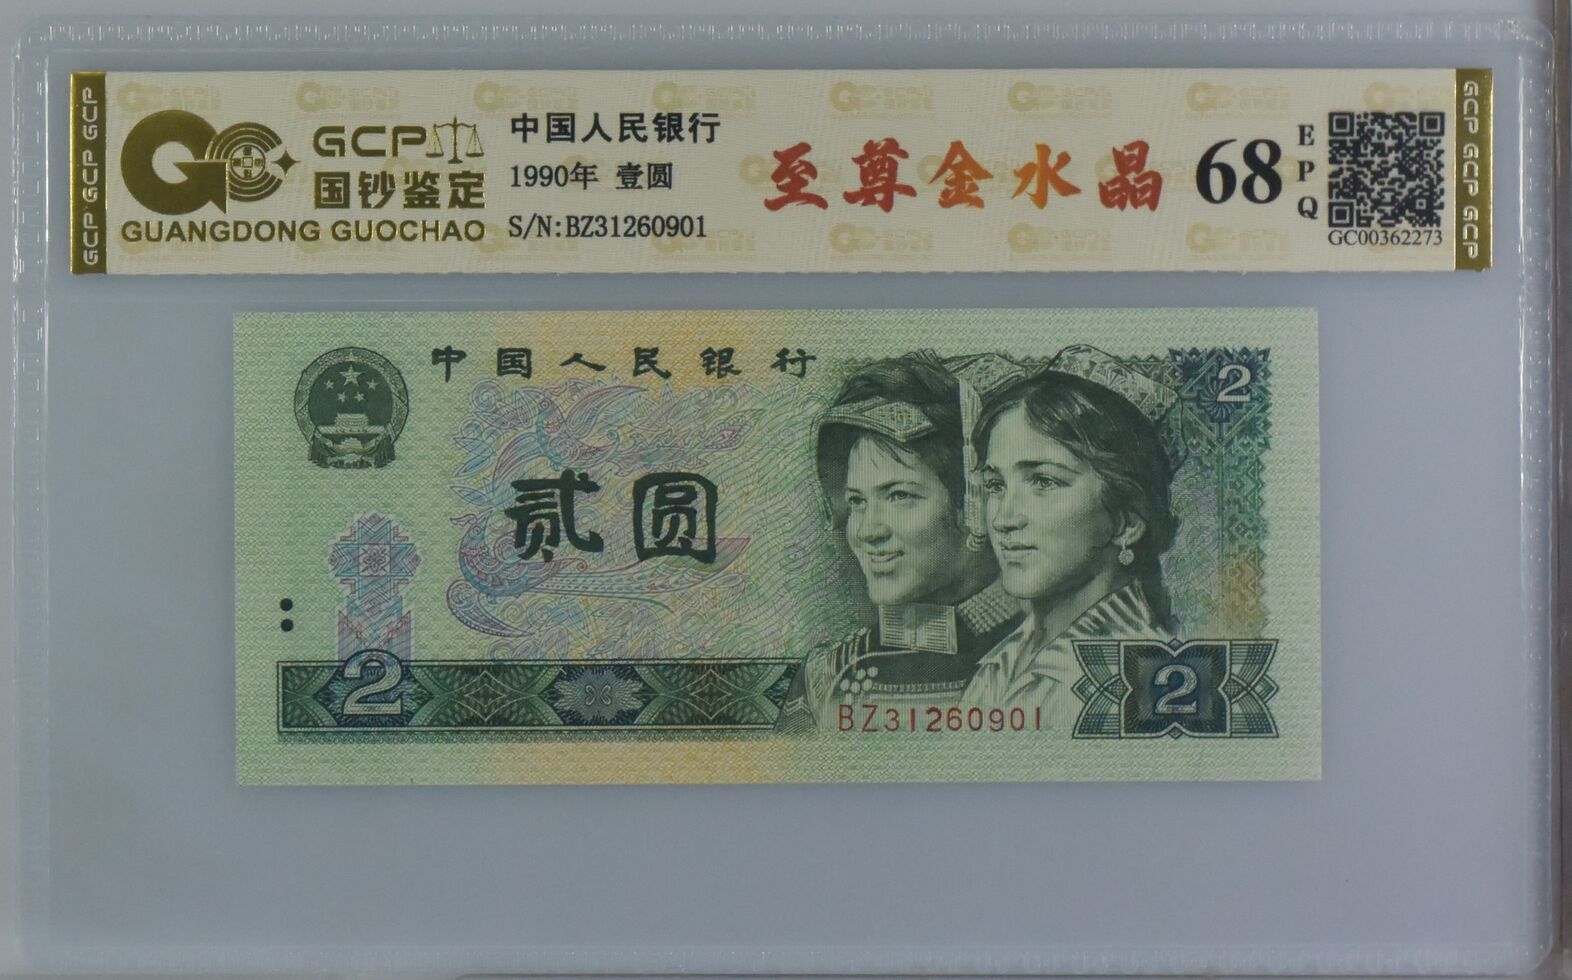 GCP GCP GCP
GCP
国钞鉴定
GUANGDONG GUOCHAO
中国人民银行
1990年 壹圆
S/N:BZ31260901
至尊金水晶
68
EPQ
GC00362273
GCP GCP GCP
中国人民银行
2
贰圆
2
BZ31260901
2